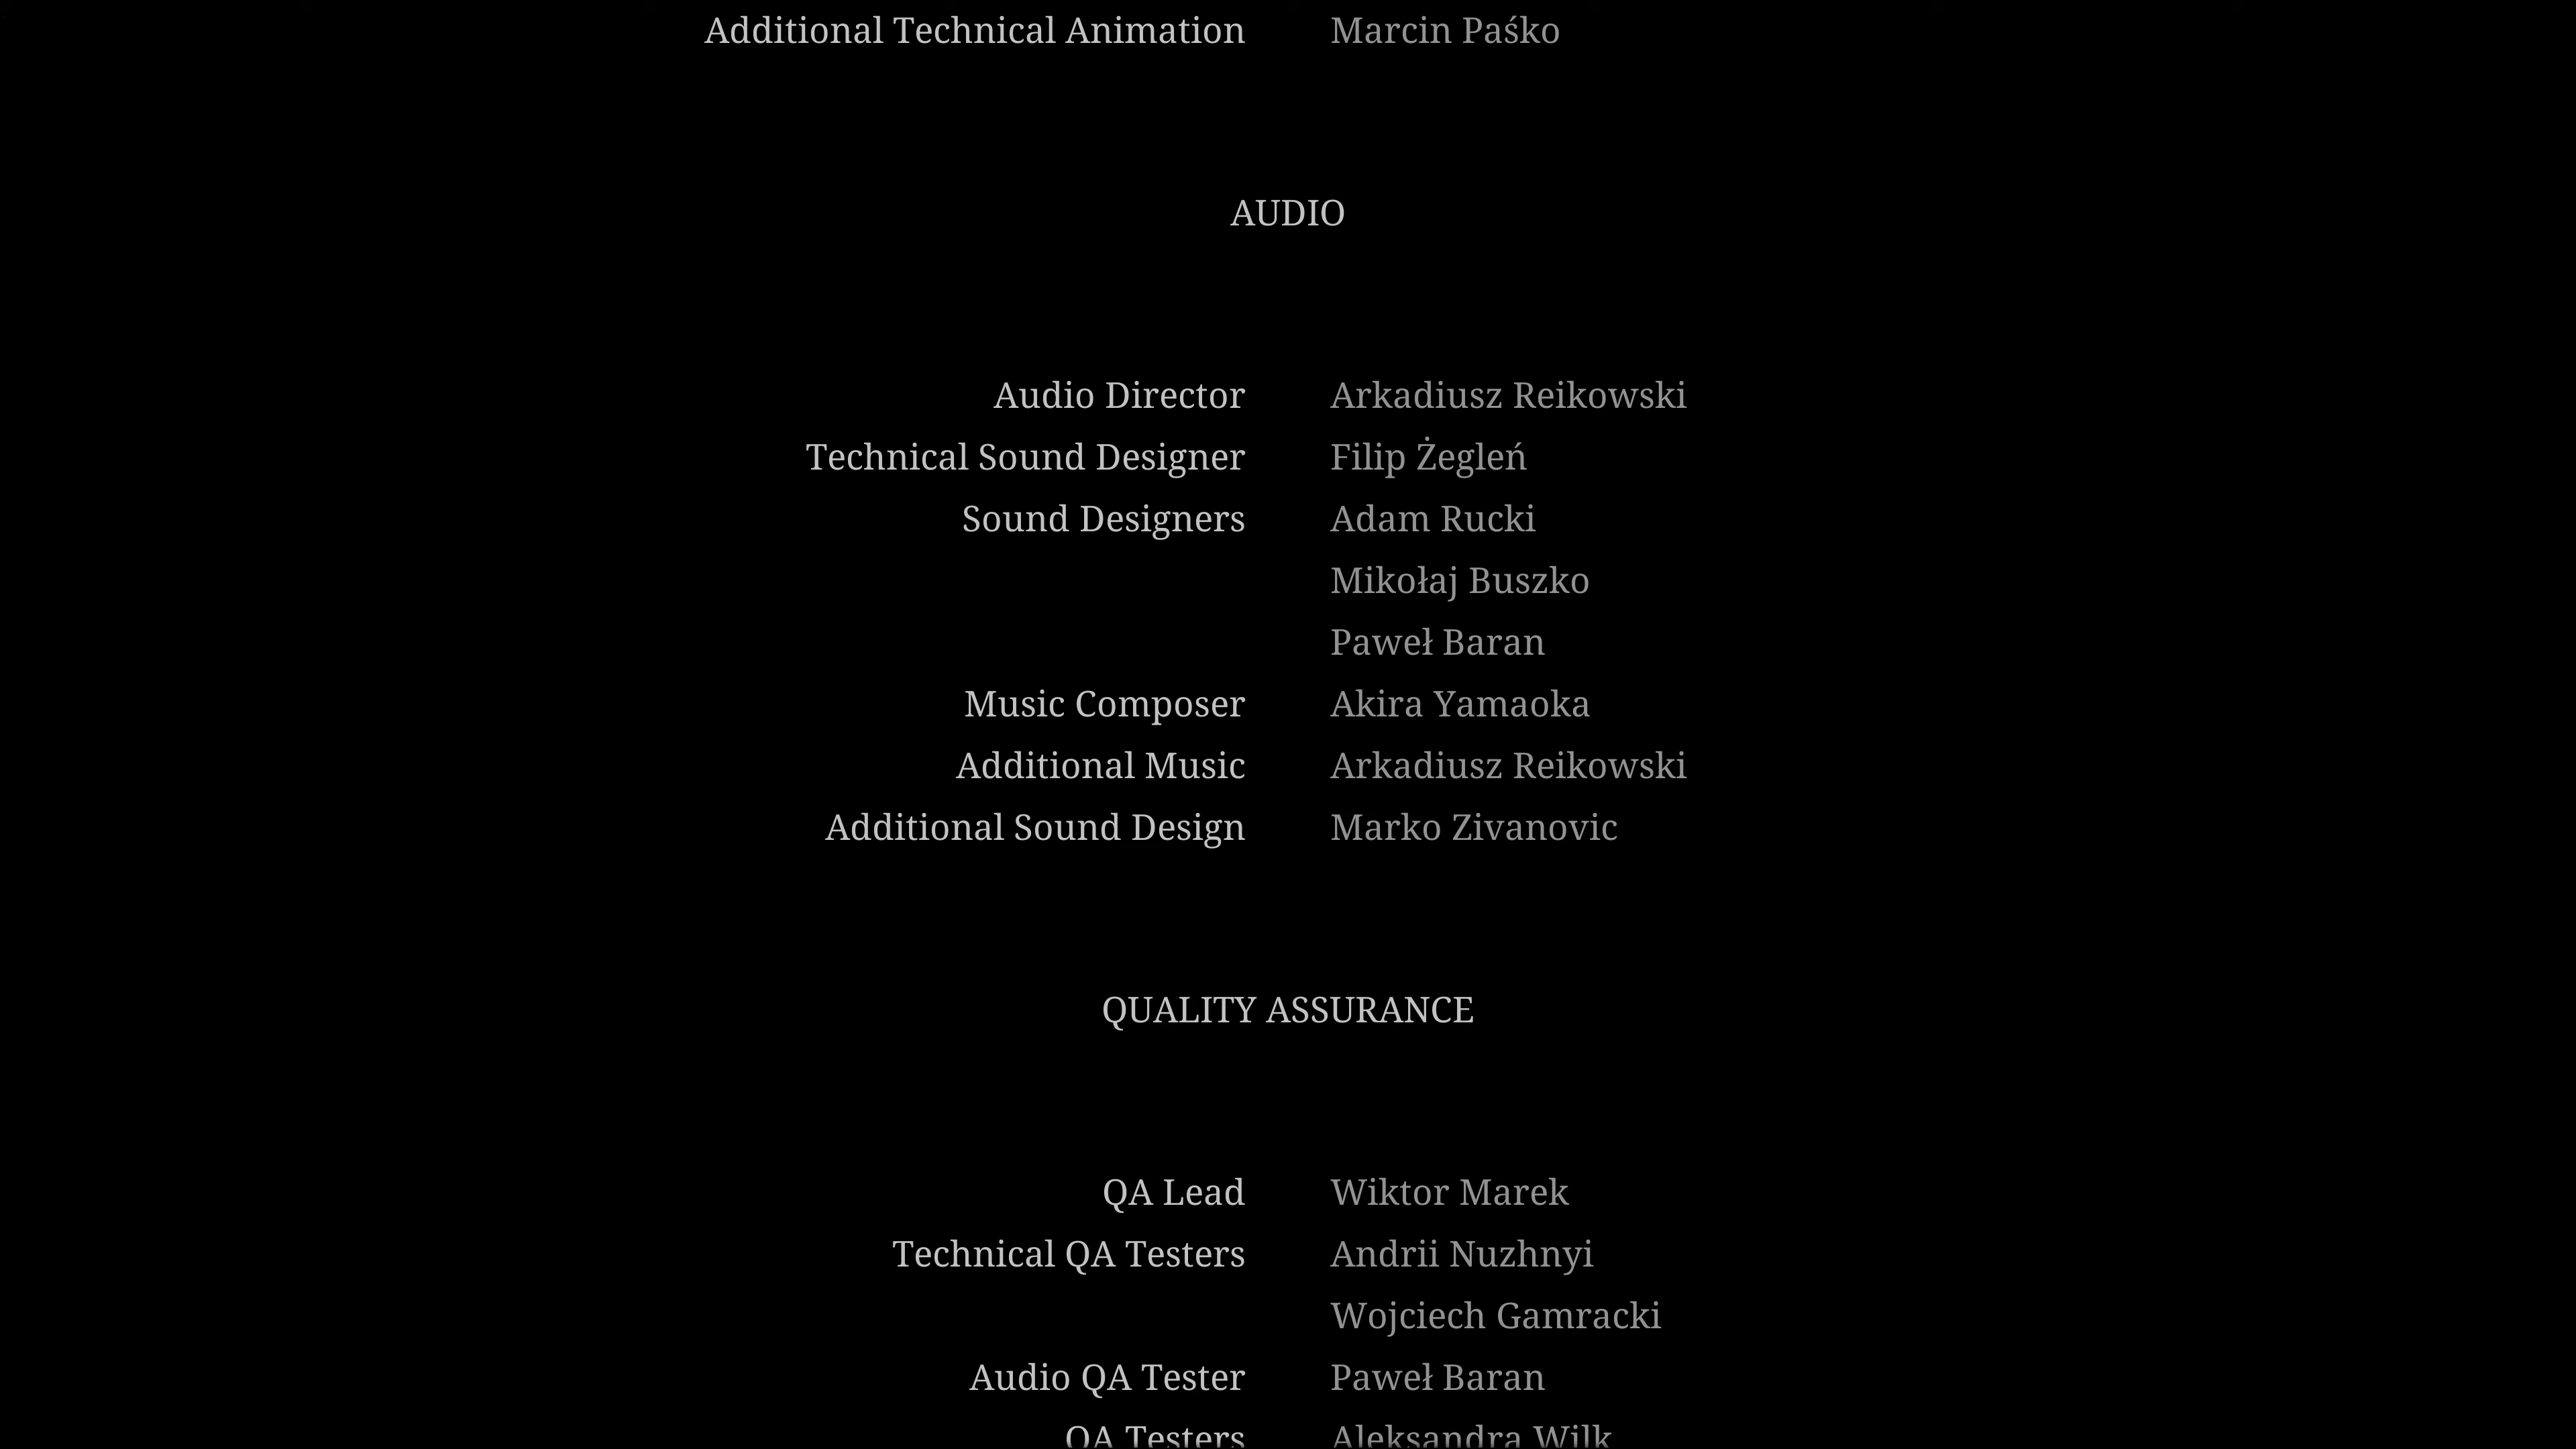 Additional Technical Animation Marcin Paśko
AUDIO
Audio Director Arkadiusz Reikowski
Technical Sound Designer Filip Żegleń
Sound Designers Adam Rucki
Mikołaj Buszko
Paweł Baran
Music Composer Akira Yamaoka
Additional Music Arkadiusz Reikowski
Additional Sound Design Marko Zivanovic
QUALITY ASSURANCE
QA Lead Wiktor Marek
Technical QA Testers Andrii Nuzhnyi
Wojciech Gamracki
Audio QA Tester Paweł Baran
QA Testers Aleksandra Wilk